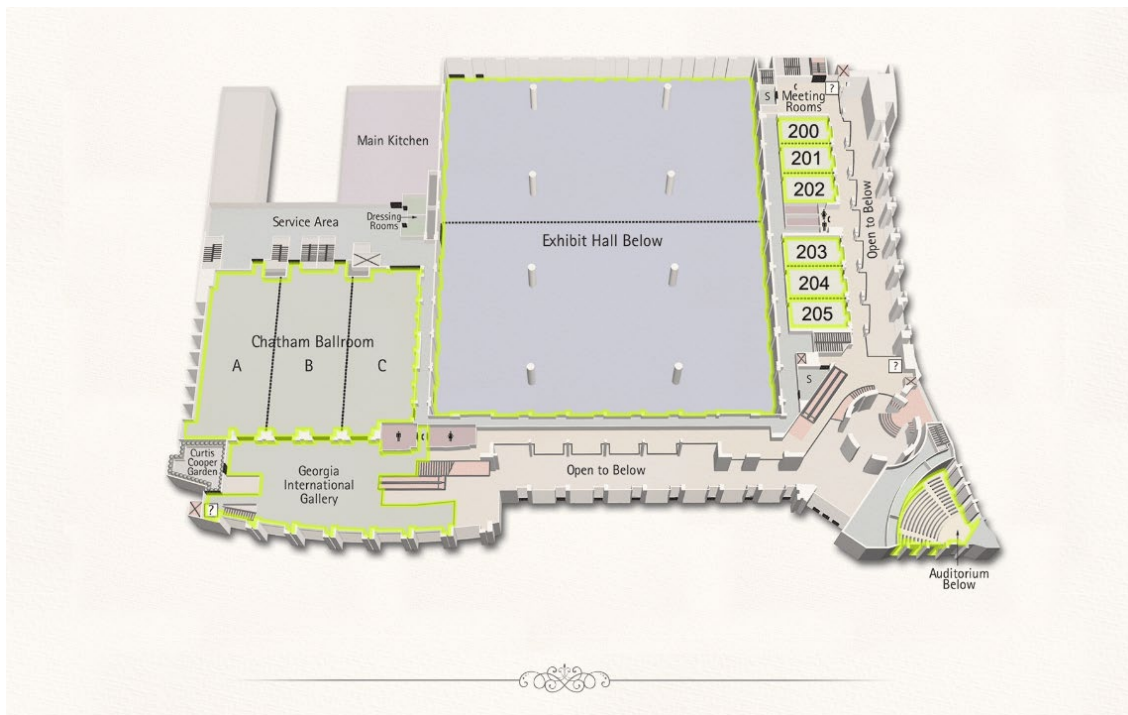 S
Meeting
Rooms
?
200
201
202
Open to Below
203
204
205
?
S
Main Kitchen
Service Area
Dressing
Rooms
Exhibit Hall Below
Chatham Ballroom
A
B
C
Curtis
Cooper
Garden
Georgia
International
Gallery
?
Open to Below
Auditorium
Below